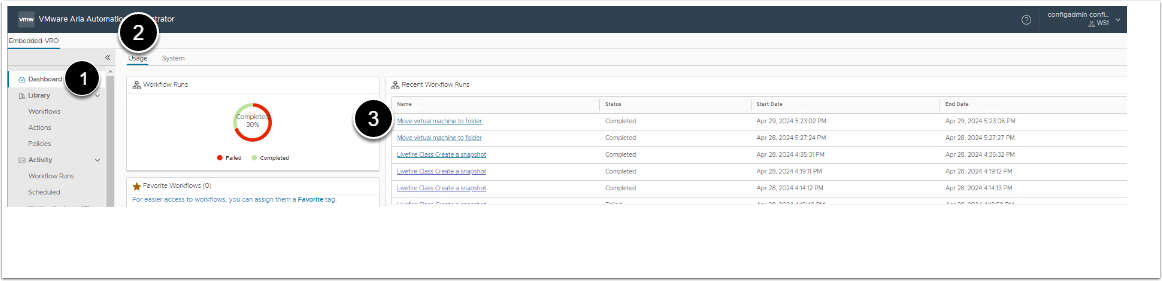 vmw VMware Aria Automa strator
configadmin confi...
WS1
Embedded-VRO
2
Usage System
1
Dashboard
Library
Workflows
Actions
Policies
Activity
Workflow Runs
Scheduled
Workflow Runs
Completed
30%
Failed Completed
Favorite Workflows (0)
For easier access to workflows, you can assign them a Favorite tag.
Recent Workflow Runs
3
Name Status Start Date End Date
Move virtual machine to folder Completed Apr 29, 2024 5:23:02 PM Apr 29, 2024 5:23:06 PM
Move virtual machine to folder Completed Apr 28, 2024 5:27:24 PM Apr 28, 2024 5:27:27 PM
Livefire Class Create a snapshot Completed Apr 28, 2024 4:35:31 PM Apr 28, 2024 4:35:32 PM
Livefire Class Create a snapshot Completed Apr 28, 2024 4:19:11 PM Apr 28, 2024 4:19:12 PM
Livefire Class Create a snapshot Completed Apr 28, 2024 4:14:12 PM Apr 28, 2024 4:14:13 PM